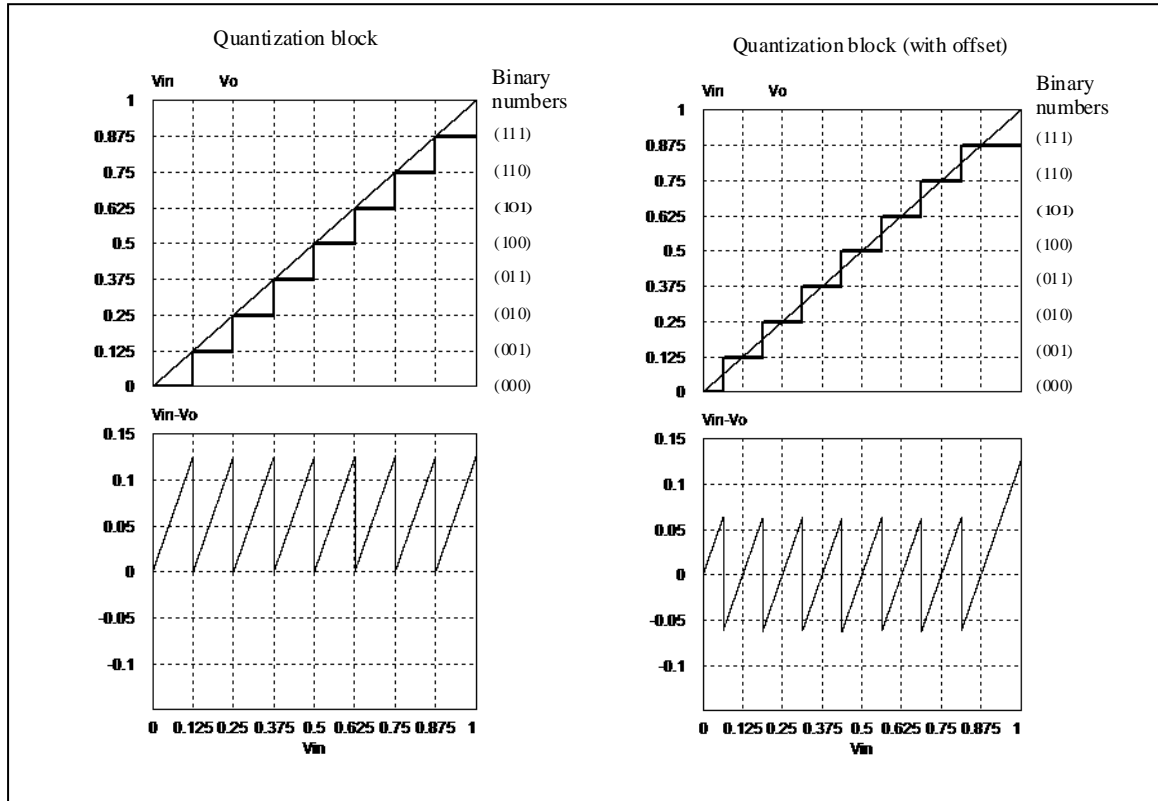 Quantization block
Vin Vo
Binary
numbers
1
0.875 (111)
0.75 (110)
0.625 (101)
0.5 (100)
0.375 (011)
0.25 (010)
0.125 (001)
0 (000)
Vin-Vo
0.15
0.1
0.05
0
-0.05
-0.1
0 0.125 0.25 0.375 0.5 0.625 0.75 0.875 1
Vin
Quantization block (with offset)
Vin Vo
Binary
numbers
1
0.875 (111)
0.75 (110)
0.625 (101)
0.5 (100)
0.375 (011)
0.25 (010)
0.125 (001)
0 (000)
Vin-Vo
0.15
0.1
0.05
0
-0.05
-0.1
0 0.125 0.25 0.375 0.5 0.625 0.75 0.875 1
Vin